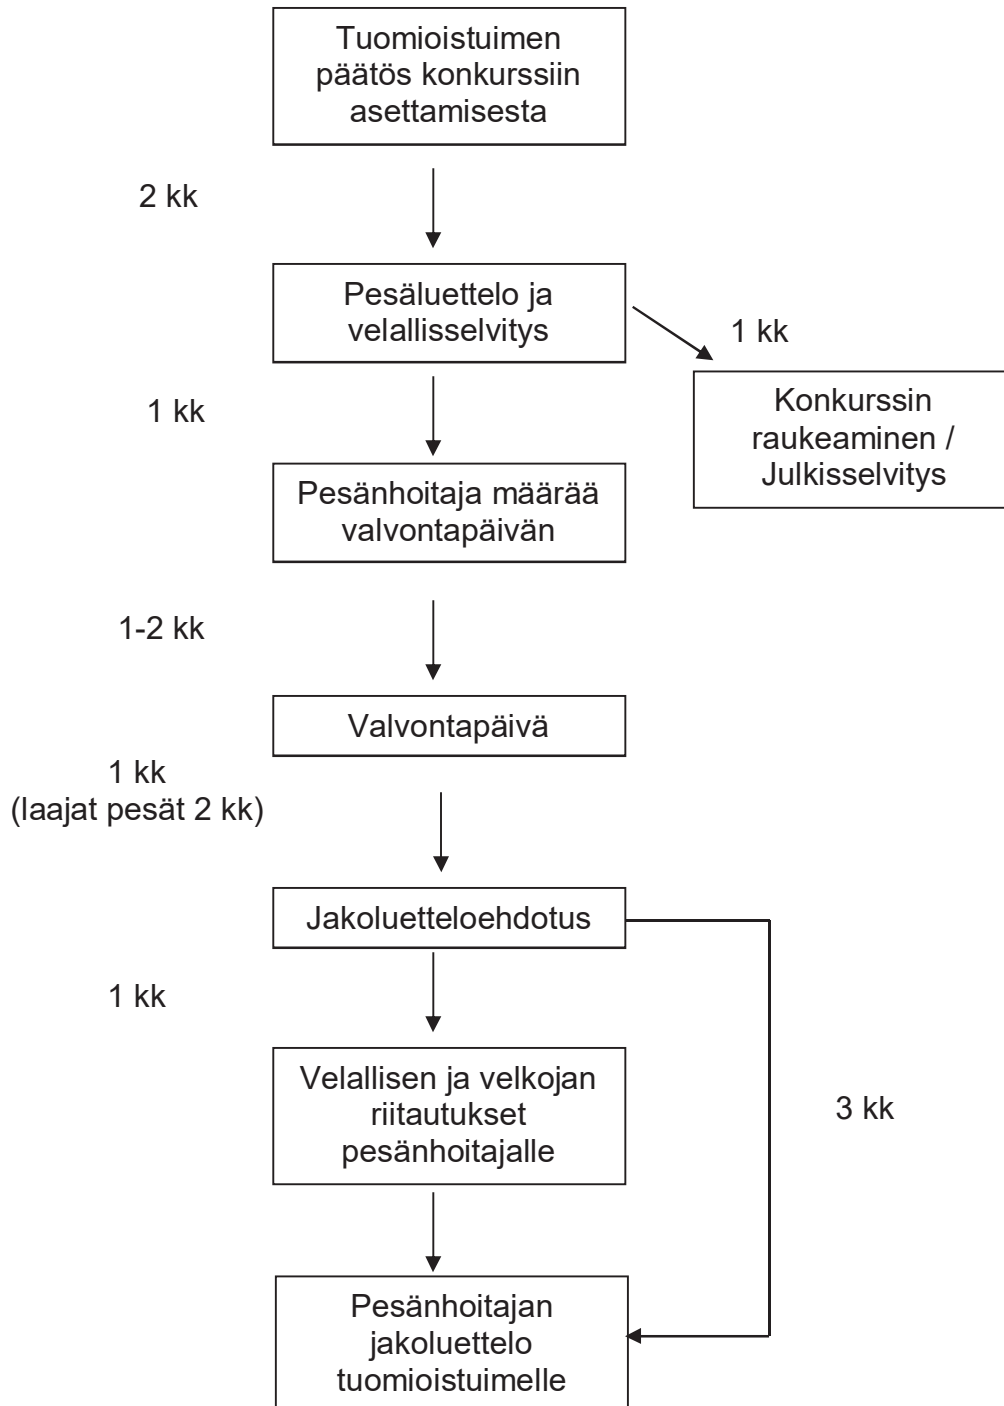 Tuomioistuimen
päätös konkurssiin
asettamisesta
2 kk
Pesäluettelo ja
velallisselvitys
1 kk
1 kk
Konkurssin
raukeaminen /
Julkisselvitys
Pesänhoitaja määrää
valvontapäivän
1-2 kk
Valvontapäivä
1 kk
(laajat pesät 2 kk)
Jakoluetteloehdotus
1 kk
Velallisen ja velkojan
riitautukset
pesänhoitajalle
3 kk
Pesänhoitajan
jakoluettelo
tuomioistuimelle